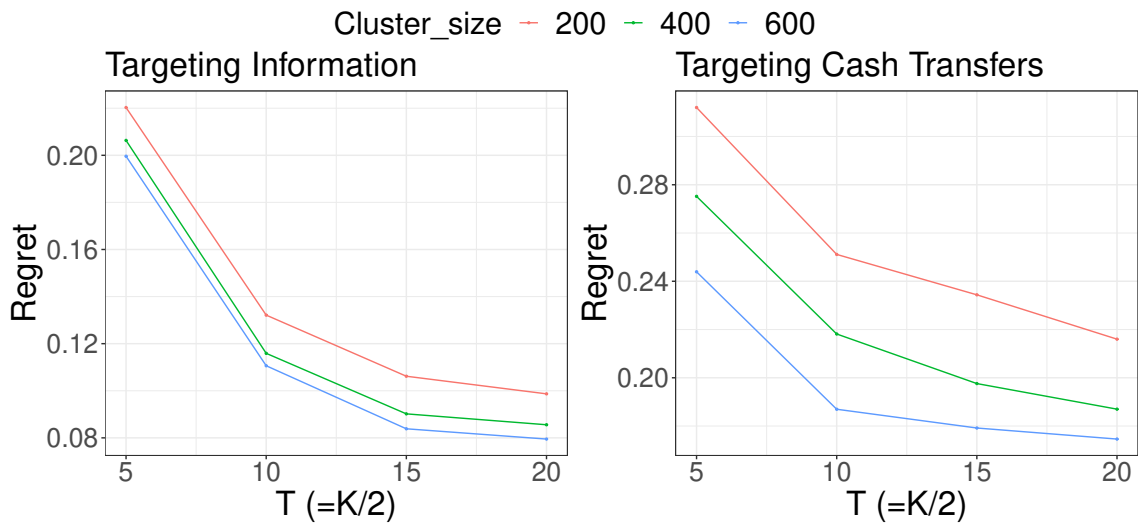 Cluster_size 200 400 600
Targeting Information
Regret
0.20
0.16
0.12
0.08
5 10 15 20
T (=K/2)
Targeting Cash Transfers
Regret
0.28
0.24
0.20
5 10 15 20
T (=K/2)